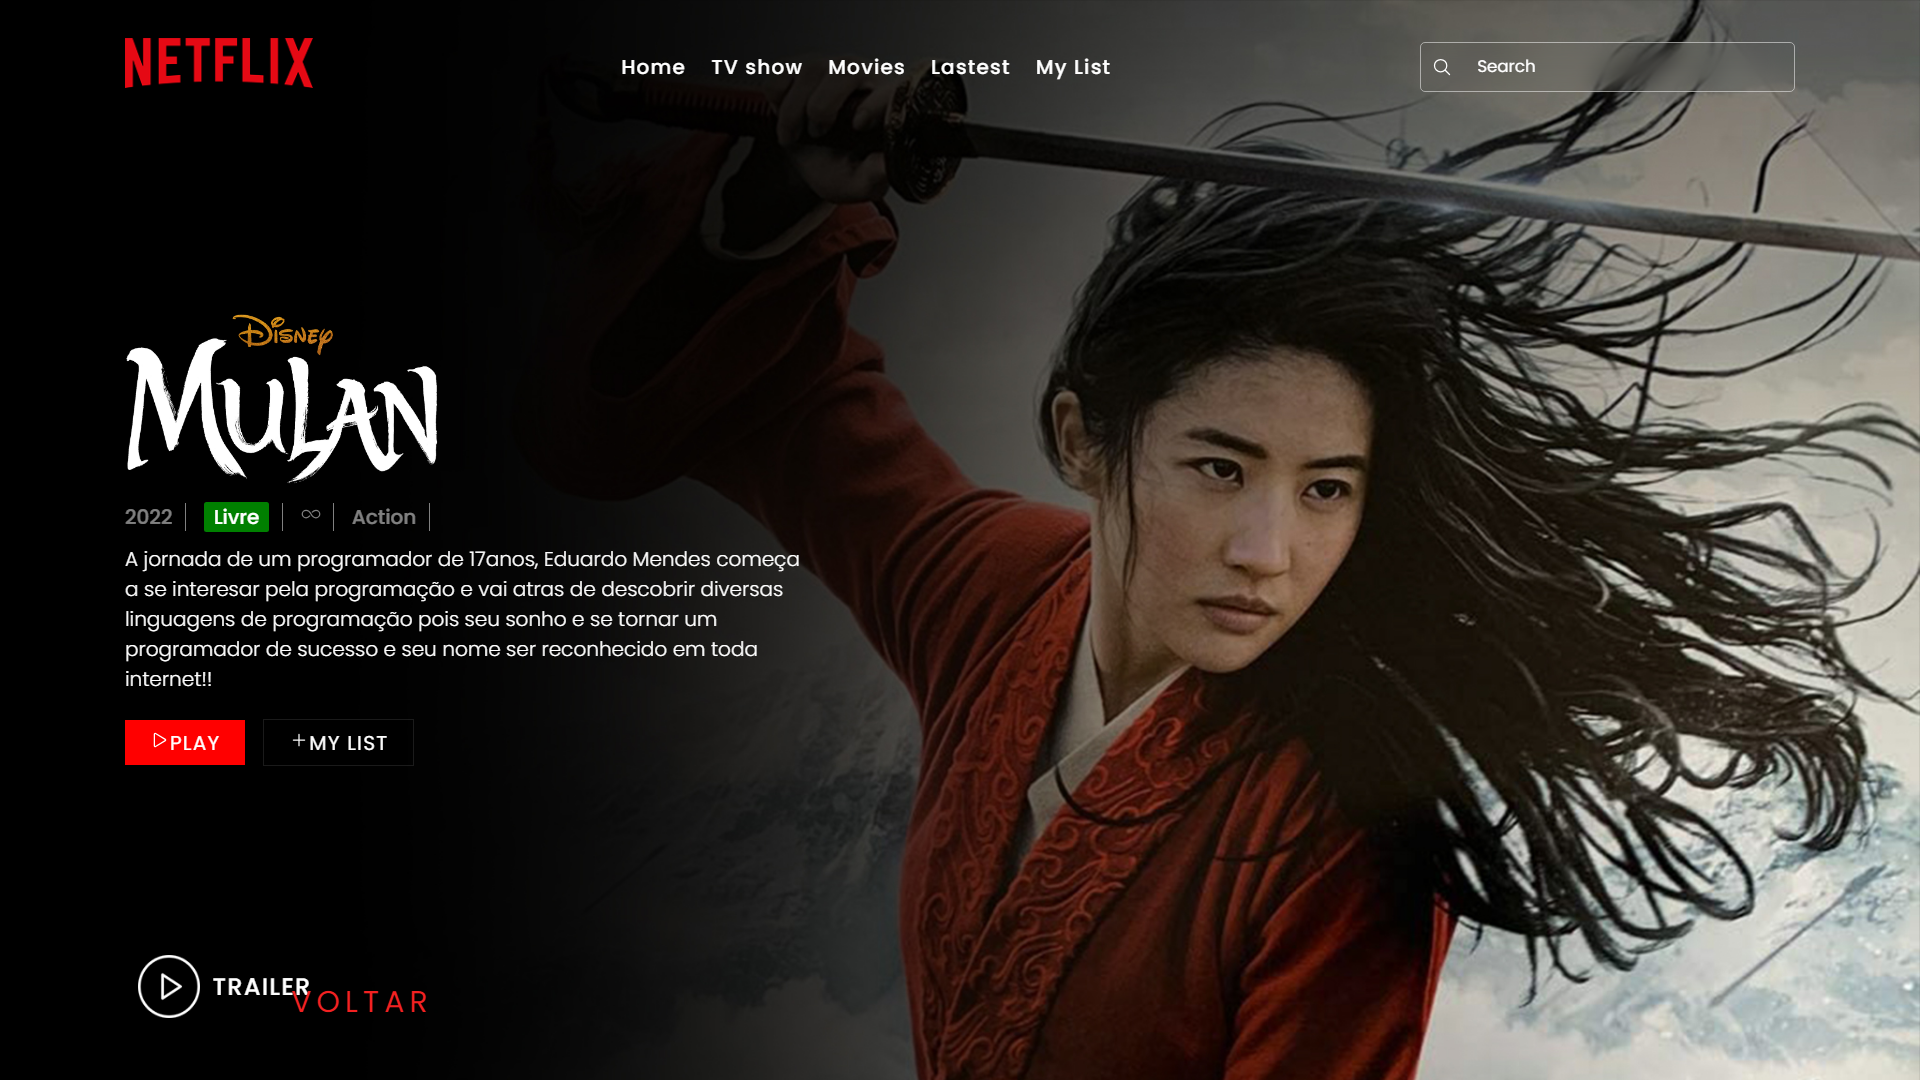 NETFLIX
Home TV show Movies Lastest My List
Search
Disney
MULAN
2022 Livre ∞ Action
A jornada de um programador de 17anos, Eduardo Mendes começa
a se interesar pela programação e vai atras de descobrir diversas
linguagens de programação pois seu sonho e se tornar um
programador de sucesso e seu nome ser reconhecido em toda
internet!!
PLAY
+MY LIST
TRAILER
VOLTAR